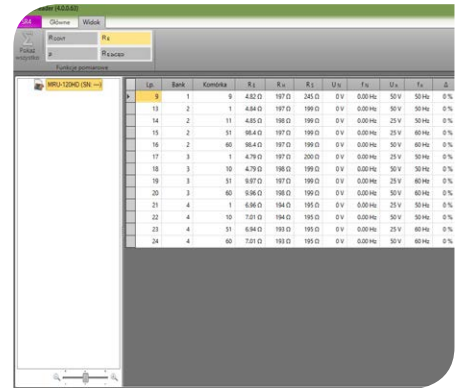 eader (4.0.0.60)
Główne Widok
Pokaż wszystko
R CONT R E
ρ
Funkcje pomiarowe
MRU-120HD (SN: ---)
Lp. Bank Komórka R E R H R S U N f N U n f n Δ
9 1 9 4.82 Ω 197 Ω 245 Ω 0 V 0.00 Hz 50 V 50 Hz 0 %
13 2 1 4.84 Ω 197 Ω 199 Ω 0 V 0.00 Hz 50 V 50 Hz 0 %
14 2 11 4.85 Ω 198 Ω 199 Ω 0 V 0.00 Hz 25 V 50 Hz 0 %
15 2 51 98.4 Ω 197 Ω 199 Ω 0 V 0.00 Hz 25 V 60 Hz 0 %
16 2 60 98.4 Ω 197 Ω 199 Ω 0 V 0.00 Hz 50 V 60 Hz 0 %
17 3 1 4.79 Ω 197 Ω 200 Ω 0 V 0.00 Hz 25 V 50 Hz 0 %
18 3 10 4.79 Ω 198 Ω 199 Ω 0 V 0.00 Hz 50 V 50 Hz 0 %
19 3 51 9.97 Ω 198 Ω 199 Ω 0 V 0.00 Hz 25 V 60 Hz 0 %
20 3 60 9.96 Ω 198 Ω 199 Ω 0 V 0.00 Hz 50 V 60 Hz 0 %
21 4 1 6.96 Ω 194 Ω 195 Ω 0 V 0.00 Hz 50 V 50 Hz 0 %
22 4 10 7.01 Ω 194 Ω 195 Ω 0 V 0.00 Hz 25 V 50 Hz 0 %
23 4 51 6.94 Ω 193 Ω 195 Ω 0 V 0.00 Hz 50 V 60 Hz 0 %
24 4 60 7.01 Ω 193 Ω 195 Ω 0 V 0.00 Hz 25 V 60 Hz 0 %